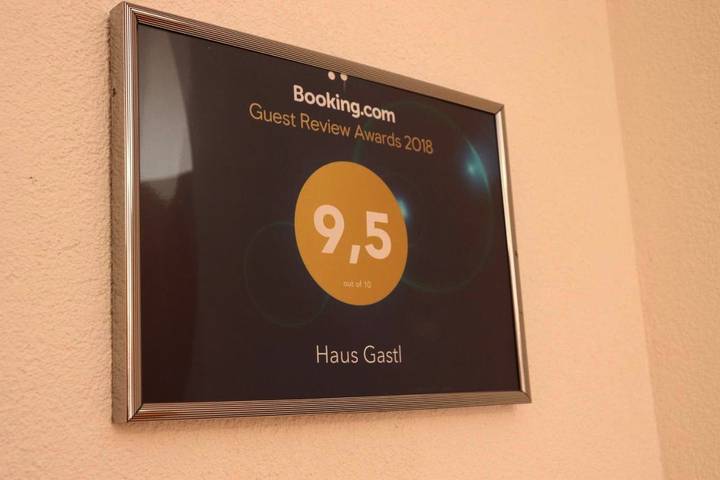 Booking.com
Guest Review Awards 2018
9,5
out of 10
Haus Gastl